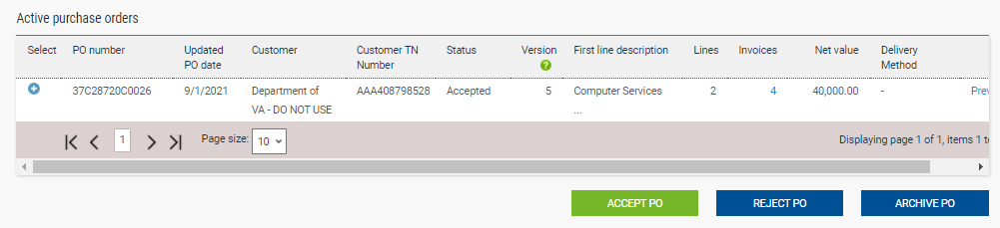 Active purchase orders
Select PO number Updated Customer Customer TN Status Version First line description Lines Invoices Net value Delivery
PO date Number ? Method
37C28720C0026 9/1/2021 Department of AAA408798528 Accepted 5 Computer Services 2 4 40,000.00 - Prev
VA - DO NOT USE ...
1 Page size: 10 Displaying page 1 of 1, items 1 to
ACCEPT PO REJECT PO ARCHIVE PO